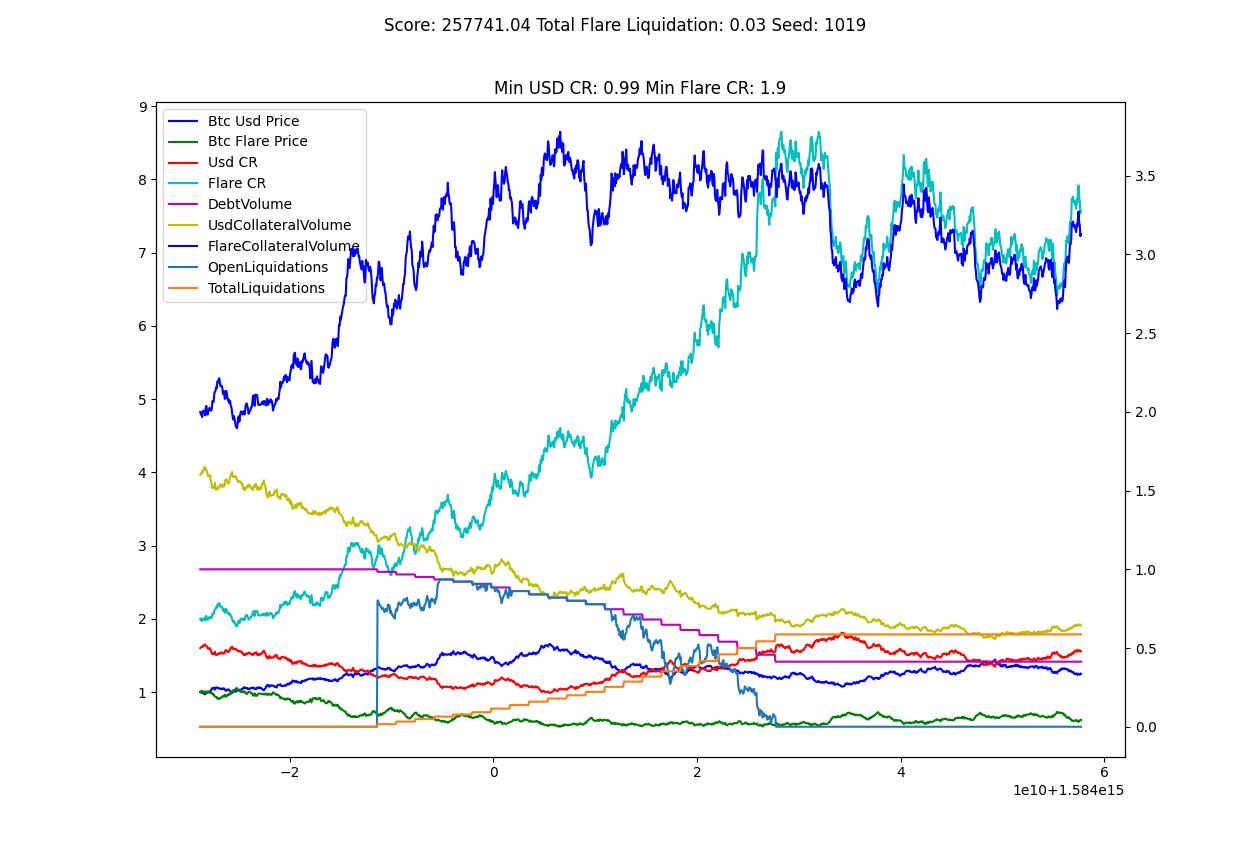 Score: 257741.04 Total Flare Liquidation: 0.03 Seed: 1019
Min USD CR: 0.99 Min Flare CR: 1.9
Btc Usd Price
Btc Flare Price
Usd CR
Flare CR
DebtVolume
UsdCollateralVolume
FlareCollateralVolume
OpenLiquidations
TotalLiquidations
9
8
7
6
5
4
3
2
1
3.5
3.0
2.5
2.0
1.5
1.0
0.5
0.0
−2 0 2 4 6
1e10+1.584e15